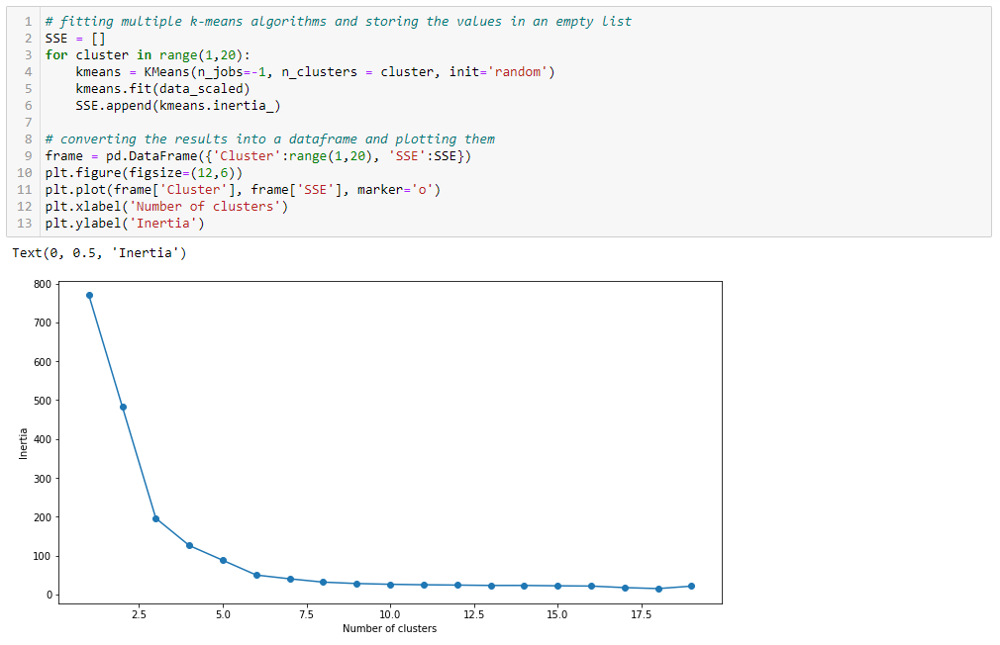 1 # fitting multiple k-means algorithms and storing the values in an empty list
2 SSE = []
3 for cluster in range(1,20):
4     kmeans = KMeans(n_jobs=-1, n_clusters = cluster, init='random')
5     kmeans.fit(data_scaled)
6     SSE.append(kmeans.inertia_)
7
8 # converting the results into a dataframe and plotting them
9 frame = pd.DataFrame({'Cluster':range(1,20), 'SSE':SSE})
10 plt.figure(figsize=(12,6))
11 plt.plot(frame['Cluster'], frame['SSE'], marker='o')
12 plt.xlabel('Number of clusters')
13 plt.ylabel('Inertia')
Text(0, 0.5, 'Inertia')
800
700
600
500
400
300
200
100
0
Inertia
2.5 5.0 7.5 10.0 12.5 15.0 17.5
Number of clusters